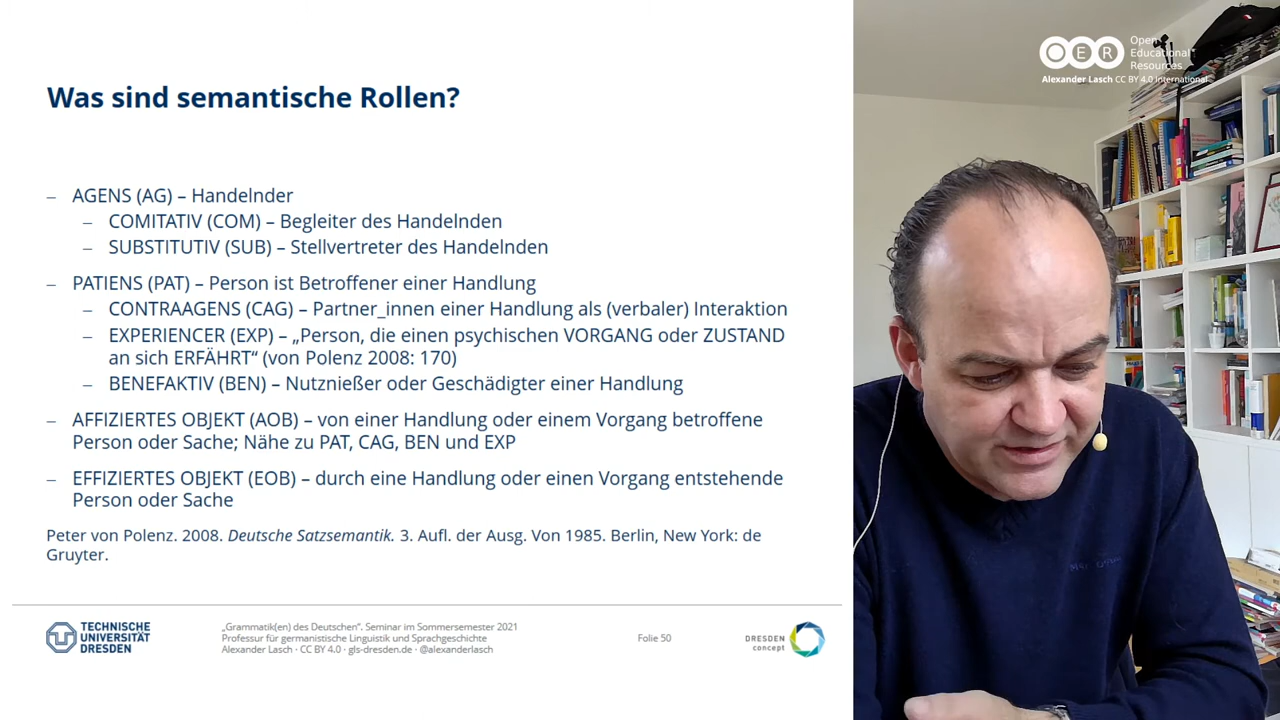 Was sind semantische Rollen?
– AGENS (AG) – Handelnder
– COMITATIV (COM) – Begleiter des Handelnden
– SUBSTITUTIV (SUB) – Stellvertreter des Handelnden
– PATIENS (PAT) – Person ist Betroffener einer Handlung
– CONTRAAGENS (CAG) – Partner_innen einer Handlung als (verbaler) Interaktion
– EXPERIENCER (EXP) – „Person, die einen psychischen VORGANG oder ZUSTAND
an sich ERFÄHRT“ (von Polenz 2008: 170)
– BENEFAKTIV (BEN) – Nutznießer oder Geschädigter einer Handlung
– AFFIZIERTES OBJEKT (AOB) – von einer Handlung oder einem Vorgang betroffene
Person oder Sache; Nähe zu PAT, CAG, BEN und EXP
– EFFIZIERTES OBJEKT (EOB) – durch eine Handlung oder einen Vorgang entstehende
Person oder Sache
Peter von Polenz. 2008. Deutsche Satzsemantik. 3. Aufl. der Ausg. Von 1985. Berlin, New York: de
Gruyter.
TECHNISCHE
UNIVERSITÄT
DRESDEN
„Grammatik(en) des Deutschen“. Seminar im Sommersemester 2021
Professur für germanistische Linguistik und Sprachgeschichte
Alexander Lasch · CC BY 4.0 · gls-dresden.de · @alexanderlasch
Folie 50
DRESDEN
concept
OER
Open
Educational
Resources
Alexander Lasch CC BY 4.0 International